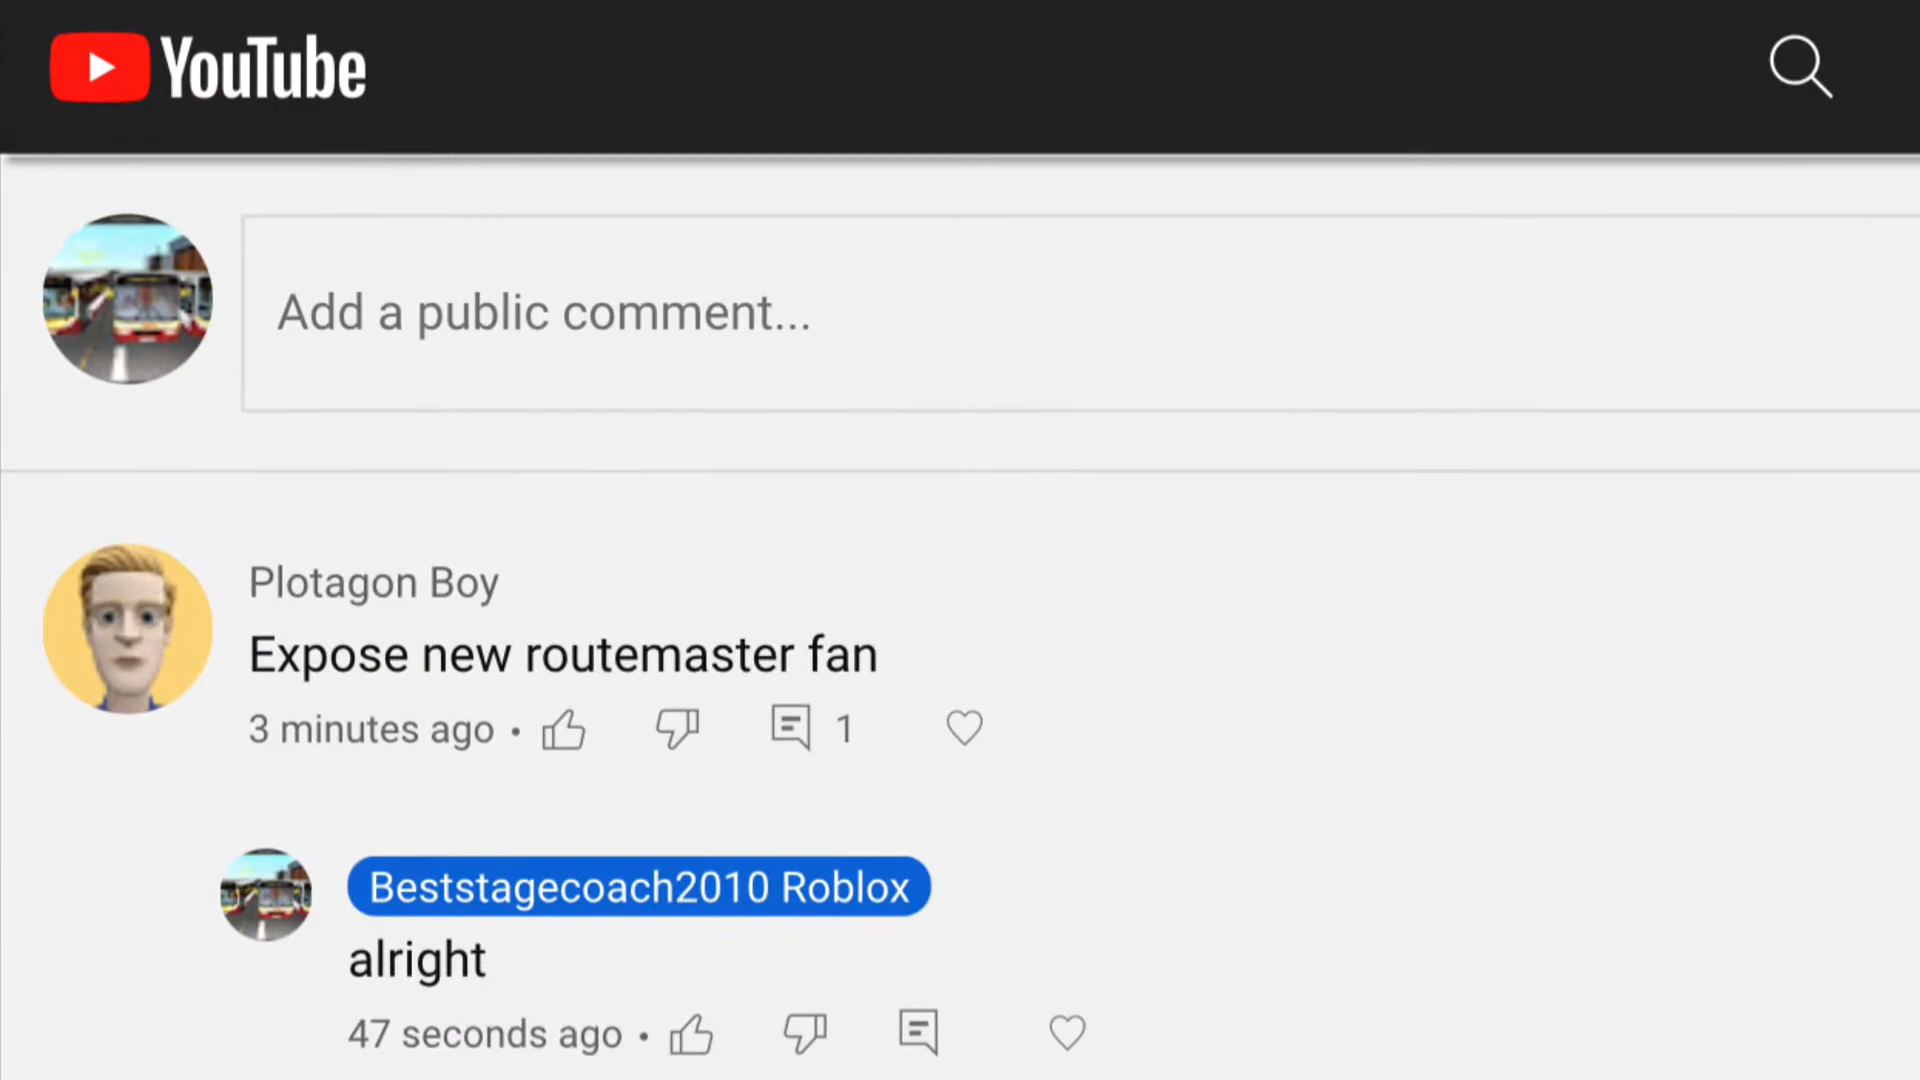 YouTube
Add a public comment...
Plotagon Boy
Expose new routemaster fan
3 minutes ago • 1
Beststagecoach2010 Roblox
alright
47 seconds ago •